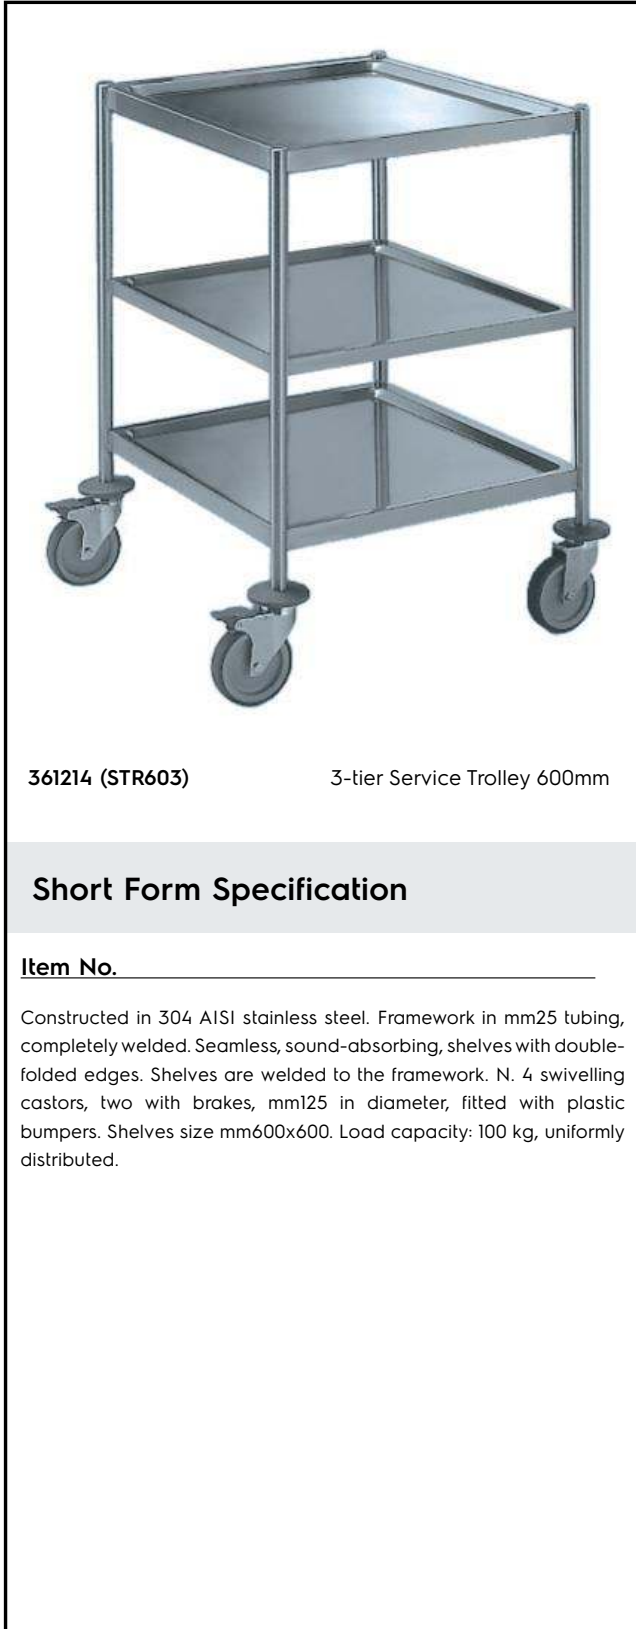 361214 (STR603) 3-tier Service Trolley 600mm
Short Form Specification
Item No.
Constructed in 304 AISI stainless steel. Framework in mm25 tubing,
completely welded. Seamless, sound-absorbing, shelves with double-
folded edges. Shelves are welded to the framework. N. 4 swivelling
castors, two with brakes, mm125 in diameter, fitted with plastic
bumpers. Shelves size mm600x600. Load capacity: 100 kg, uniformly
distributed.